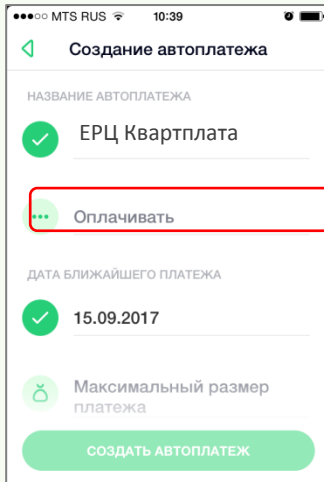 MTS RUS 10:39
Создание автоплатежа
НАЗВАНИЕ АВТОПЛАТЕЖА
ЕРЦ Квартплата
Оплачивать
ДАТА БЛИЖАЙШЕГО ПЛАТЕЖА
15.09.2017
Максимальный размер
платежа
СОЗДАТЬ АВТОПЛАТЕЖ